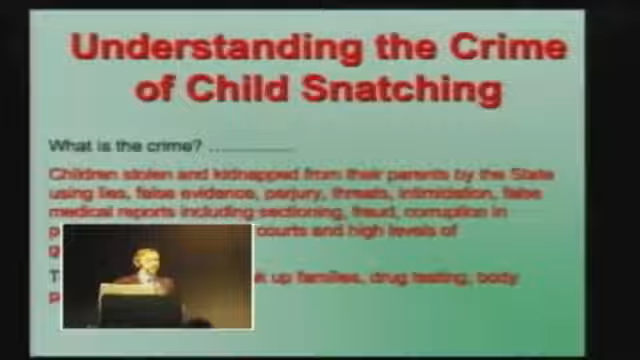 Understanding the Crime
of Child Snatching
What is the crime? ................
Children stolen and kidnapped from their parents by the State
using lies, false evidence, perjury, threats, intimidation, false
medical reports including sectioning, fraud, corruption in
courts and high levels of
up families, drug testing, body